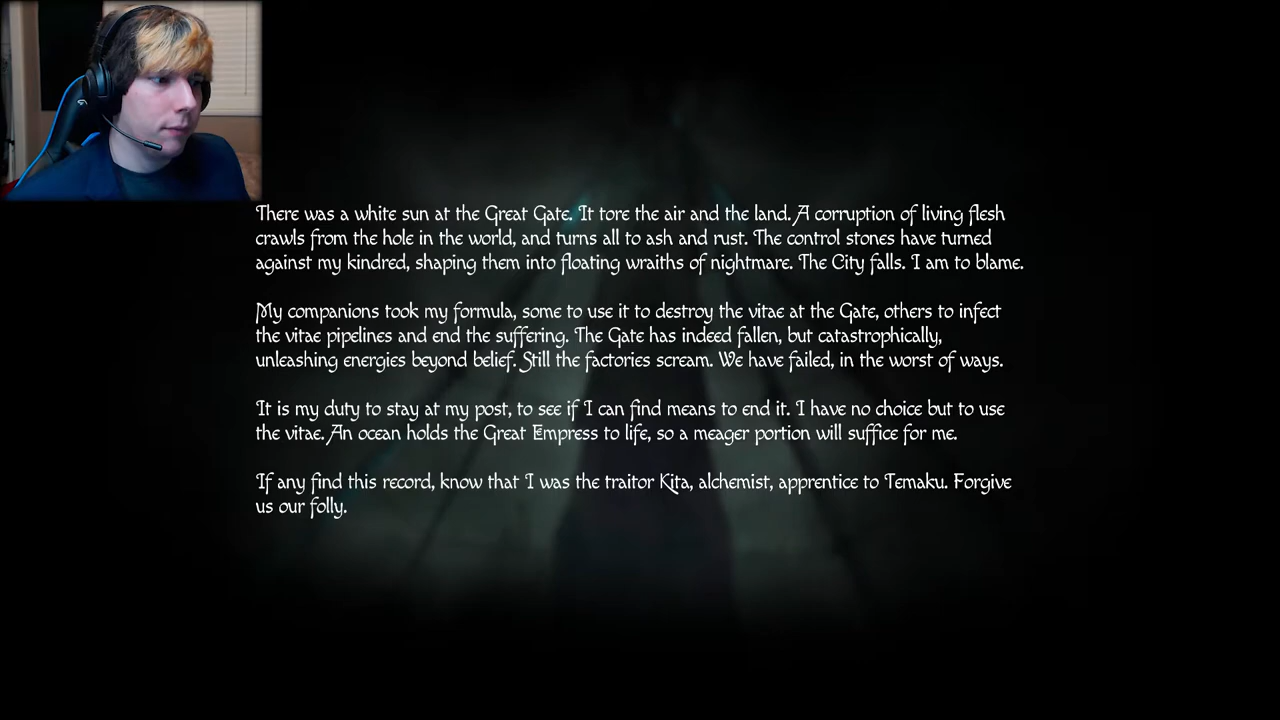 There was a white sun at the Great Gate. It tore the air and the land. A corruption of living flesh
crawls from the hole in the world, and turns all to ash and rust. The control stones have turned
against my kindred, shaping them into floating wraiths of nightmare. The City falls. I am to blame.
My companions took my formula, some to use it to destroy the vitae at the Gate, others to infect
the vitae pipelines and end the suffering. The Gate has indeed fallen, but catastrophically,
unleashing energies beyond belief. Still the factories scream. We have failed, in the worst of ways.
It is my duty to stay at my post, to see if I can find means to end it. I have no choice but to use
the vitae. An ocean holds the Great Empress to life, so a meager portion will suffice for me.
If any find this record, know that I was the traitor Kita, alchemist, apprentice to Temaku. Forgive
us our folly.